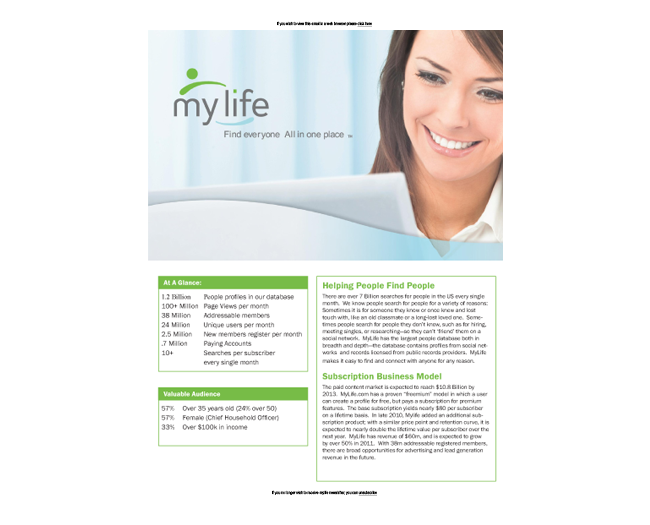 If you wish to view this email in a web browser please click here
my life
Find everyone All in one place ™
At A Glance:
1.2 Billion People profiles in our database
100+ Million Page Views per month
38 Million Addressable members
24 Million Unique users per month
2.5 Million New members register per month
.7 Million Paying Accounts
10+ Searches per subscriber
every single month
Valuable Audience
57% Over 35 years old (24% over 50)
57% Female (Chief Household Officer)
33% Over $100k in income
Helping People Find People
There are over 7 Billion searches for people in the US every single
month. We know people search for people for a variety of reasons:
Sometimes it is for someone they know or once knew and lost
touch with, like an old classmate or a long-lost loved one. Some-
times people search for people they don't know, such as for hiring,
meeting singles, or researching—so they can't 'friend' them on a
social network. MyLife has the largest people database both in
breadth and depth—the database contains profiles from social net-
works and records licensed from public records providers. MyLife
makes it easy to find and connect with anyone for any reason.
Subscription Business Model
The paid content market is expected to reach $10.8 Billion by
2013. MyLife.com has a proven "freemium" model in which a user
can create a profile for free, but pays a subscription for premium
features. The base subscription yields nearly $80 per subscriber
on a lifetime basis. In late 2010, Mylife added an additional sub-
scription product; with a similar price point and retention curve, it is
expected to nearly double the lifetime value per subscriber over the
next year. MyLife has revenue of $60m, and is expected to grow
by over 50% in 2011. With 38m addressable registered members,
there are broad opportunities for advertising and lead generation
revenue in the future.
If you no longer wish to receive mylife newsletter, you can unsubscribe